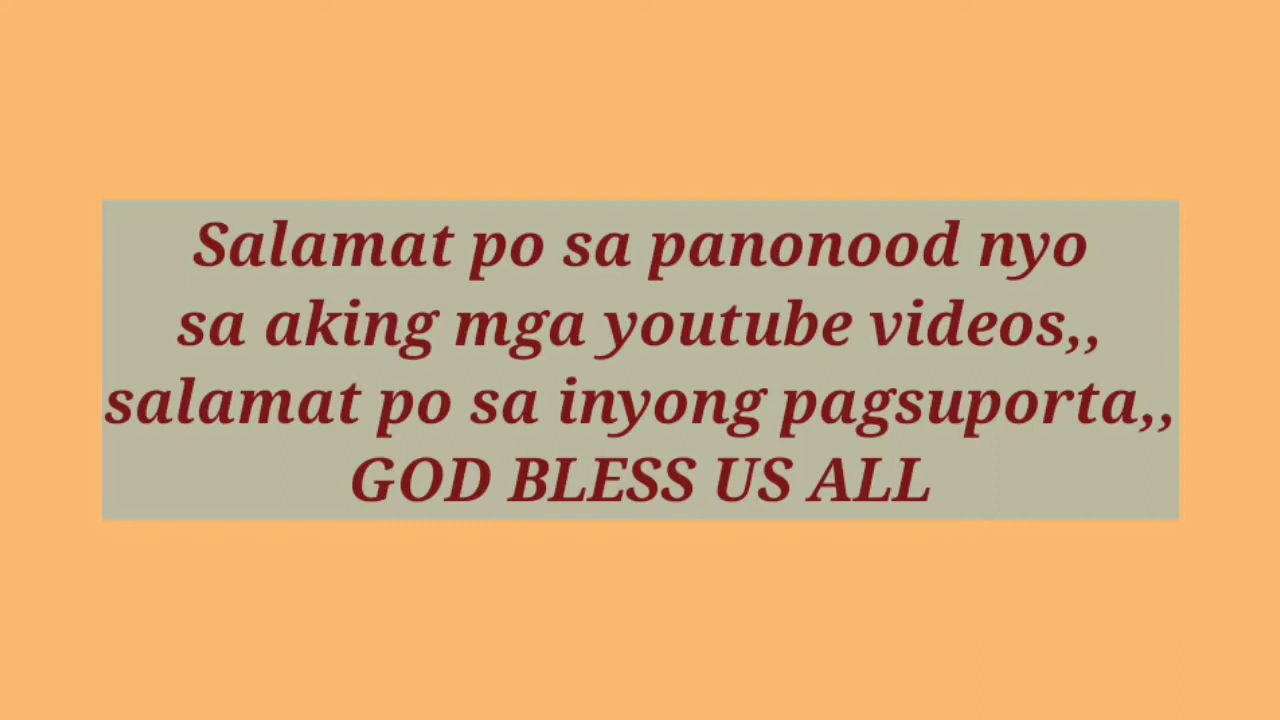 Salamat po sa panonood nyo
sa aking mga youtube videos,,
salamat po sa inyong pagsuporta,,
GOD BLESS US ALL